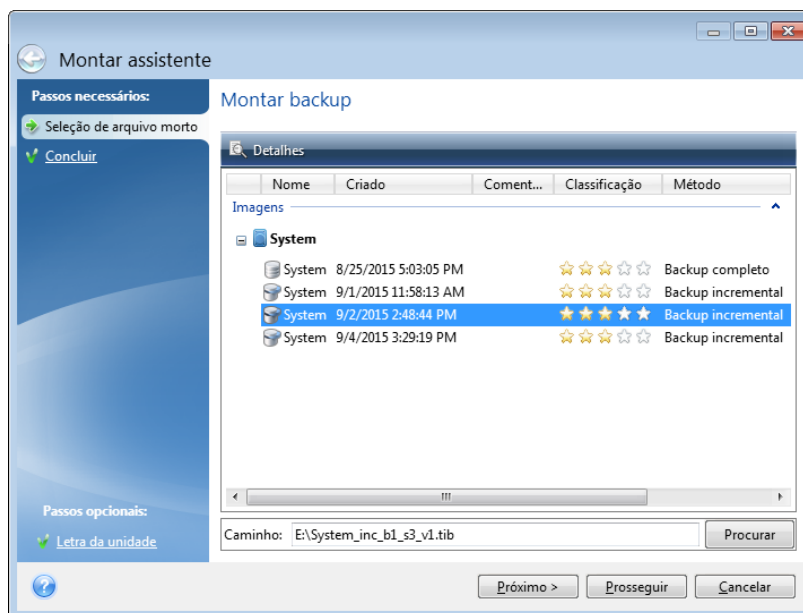 Montar assistente
Passos necessários:
Seleção de arquivo morto
Concluir
Montar backup
Detalhes
Nome Criado Coment... Classificação Método
Imagens
System
System 8/25/2015 5:03:05 PM Backup completo
System 9/1/2015 11:58:13 AM Backup incremental
System 9/2/2015 2:48:44 PM Backup incremental
System 9/4/2015 3:29:19 PM Backup incremental
Passos opcionais:
Letra da unidade
Caminho: E:\System_inc_b1_s3_v1.tib Procurar
Próximo > Prosseguir Cancelar